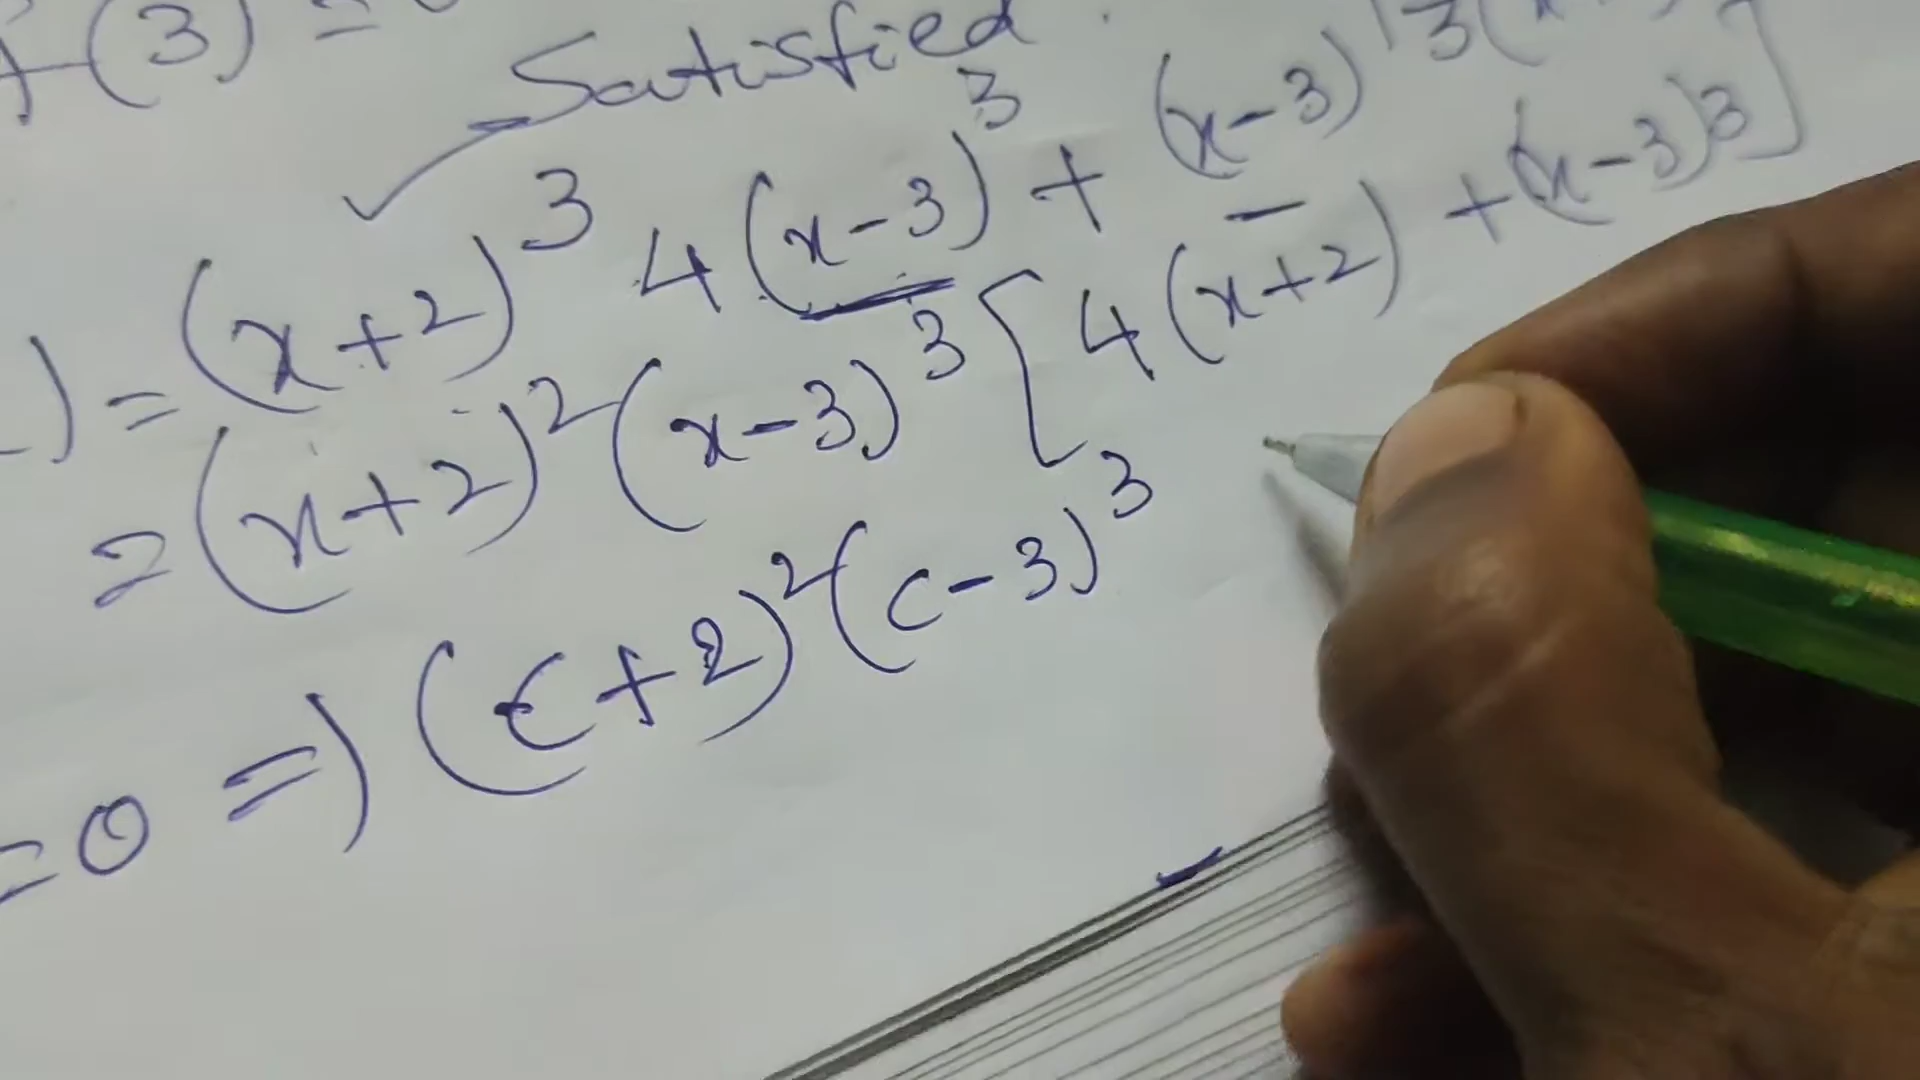 f(3) =
Satisfied.
) = (x+2)³ 4(x-3)³ + (x-3) 3(x
= (x+2)²(x-3)³ [4(x+2) + (x-3)3]
=0 => (c+2)²(c-3)³